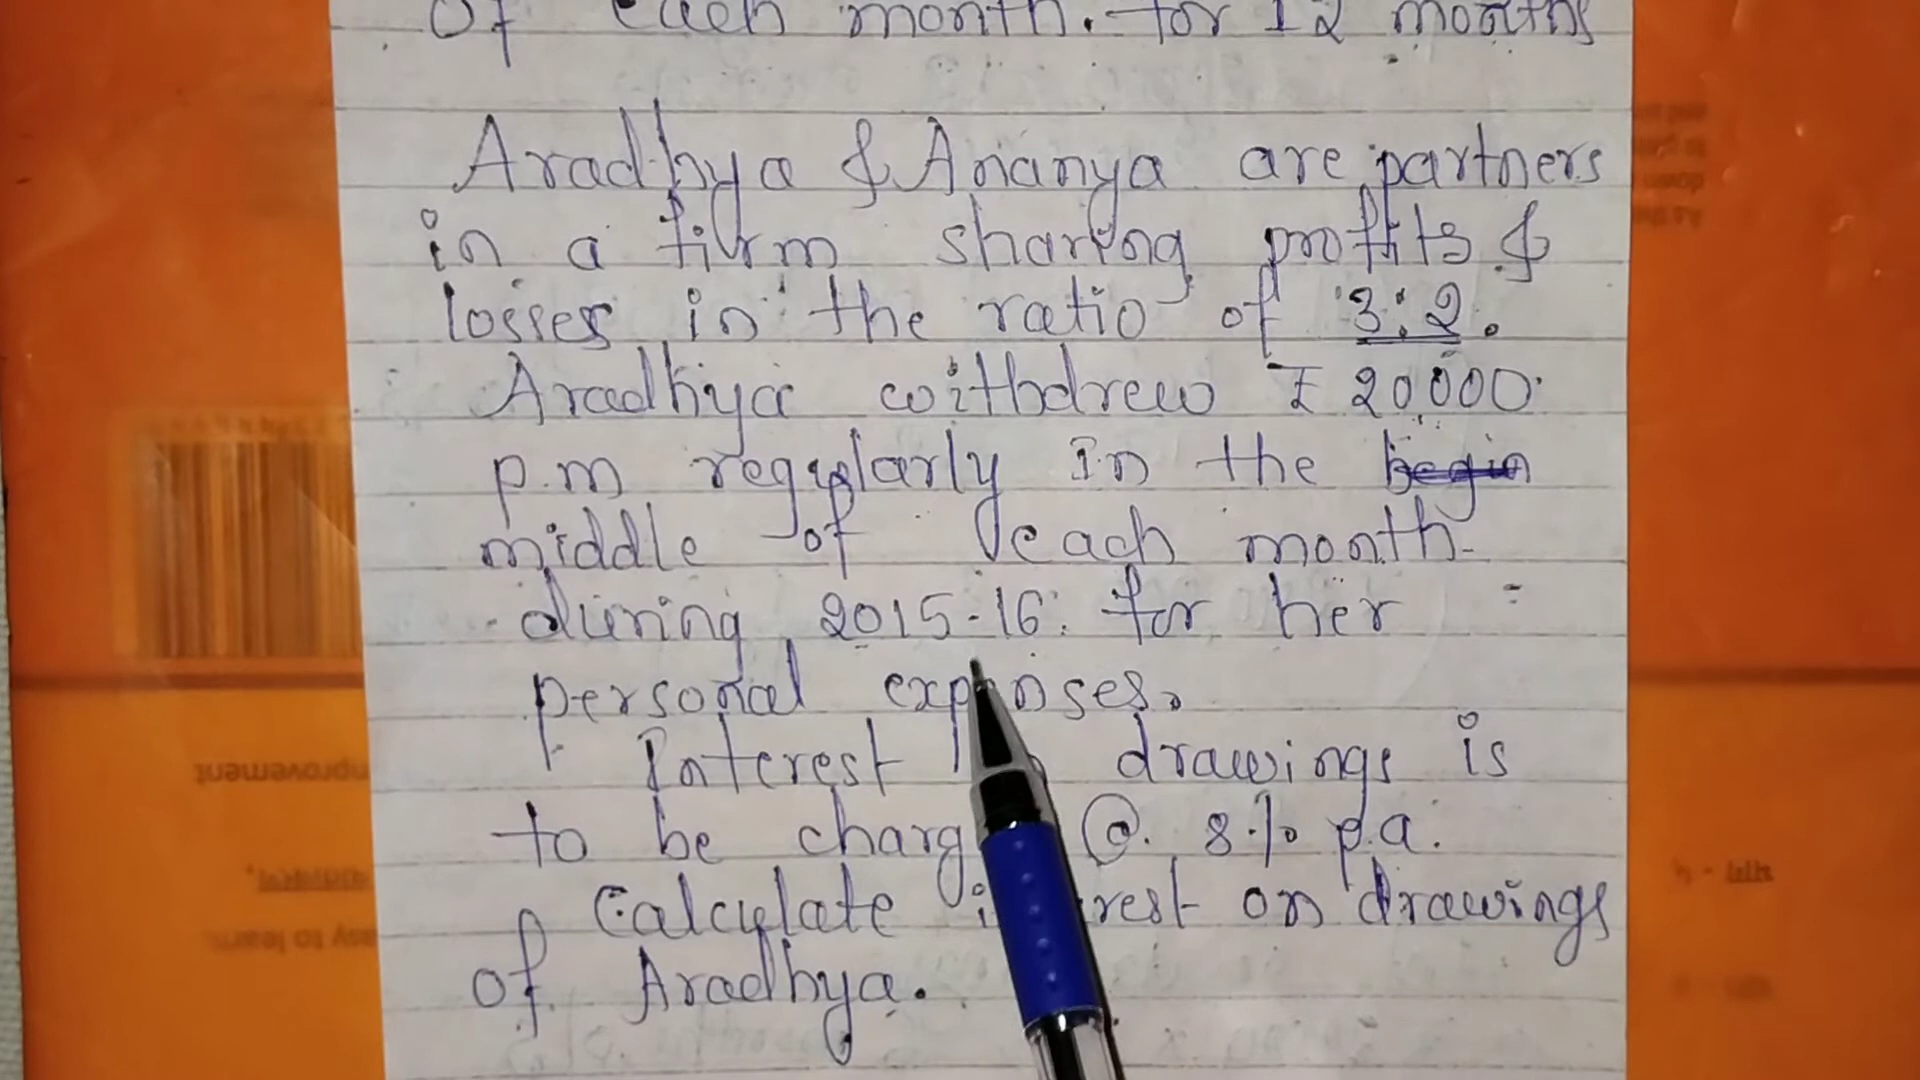 of each month. for 12 months
Aradhya & Ananya are partners
in a firm sharing profits &
losses in the ratio of 3:2.
Aradhya withdrew ₹ 20,000
p.m regularly in the begin
middle of each month
during 2015-16 for her
personal expenses.
Interest drawings is
to be charg @ 8% p.a.
Calculate rest on drawings
of Aradhya.